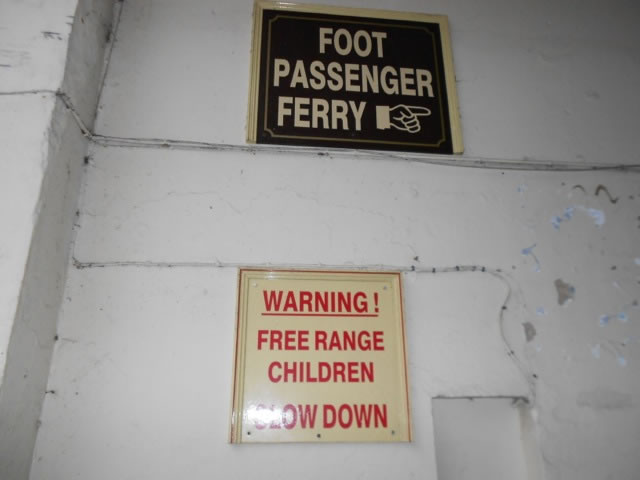 FOOT
PASSENGER
FERRY
WARNING!
FREE RANGE
CHILDREN
SLOW DOWN